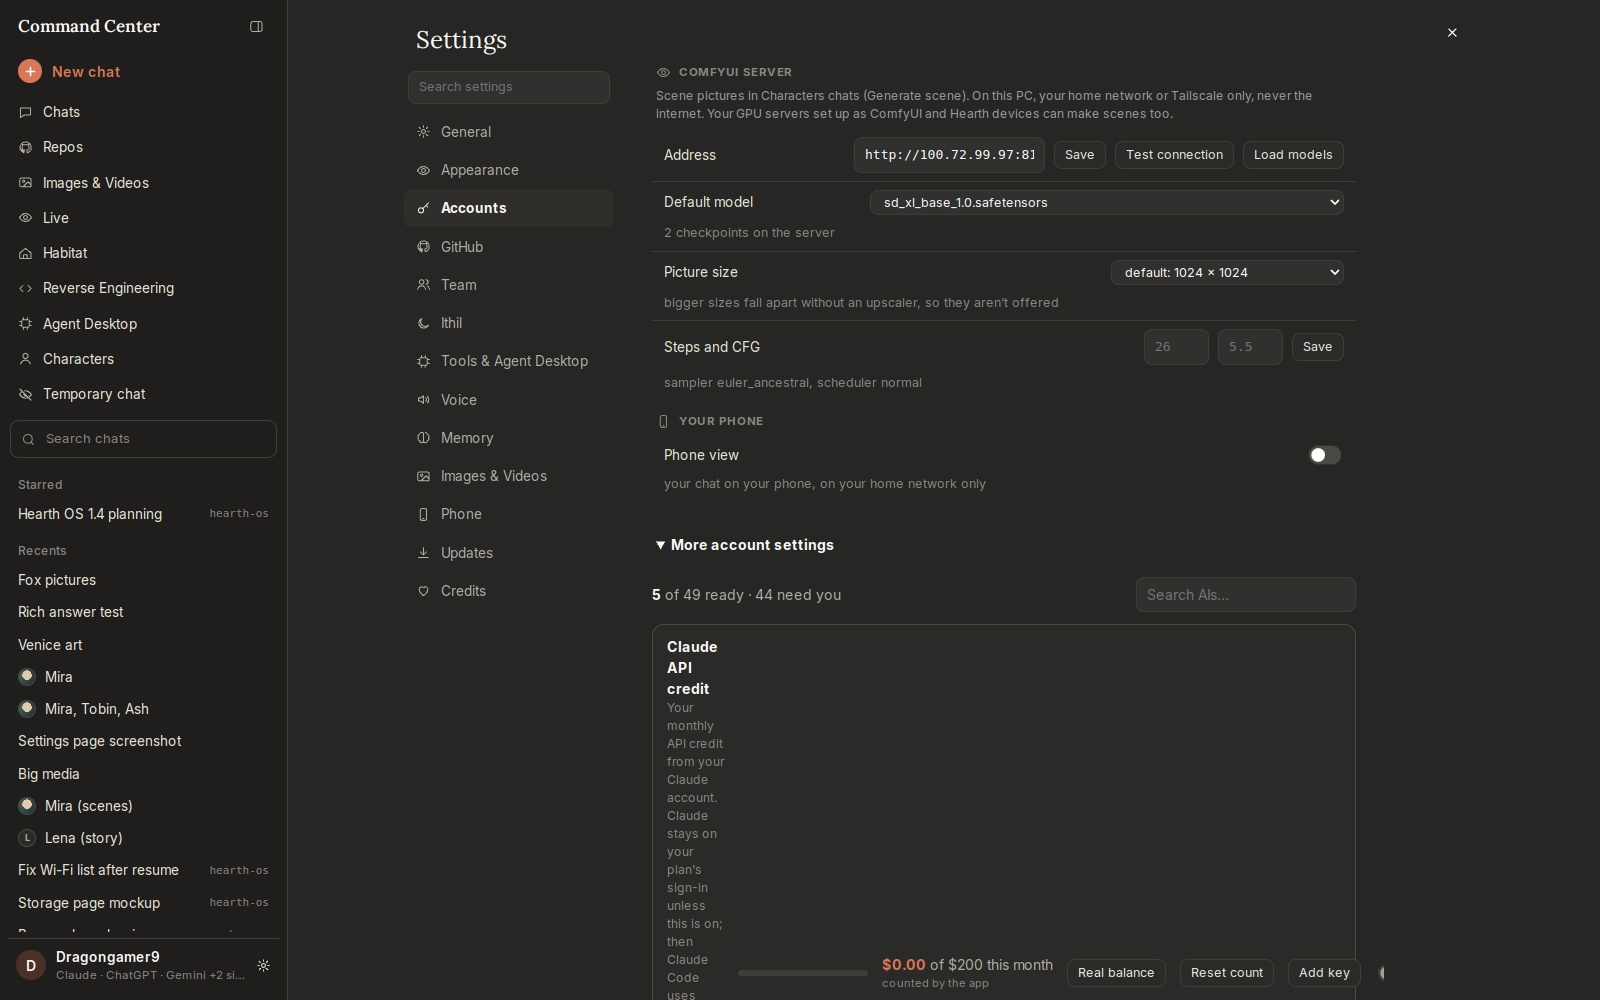 Command Center
New chat
Chats
Repos
Images & Videos
Live
Habitat
Reverse Engineering
Agent Desktop
Characters
Temporary chat
Search chats
Starred
Hearth OS 1.4 planning hearth-os
Recents
Fox pictures
Rich answer test
Venice art
Mira
Mira, Tobin, Ash
Settings page screenshot
Big media
Mira (scenes)
L Lena (story)
Fix Wi-Fi list after resume hearth-os
Storage page mockup hearth-os
D Dragongamer9
Claude · ChatGPT · Gemini +2 si...
Settings
Search settings
General
Appearance
Accounts
GitHub
Team
Ithil
Tools & Agent Desktop
Voice
Memory
Images & Videos
Phone
Updates
Credits
COMFYUI SERVER
Scene pictures in Characters chats (Generate scene). On this PC, your home network or Tailscale only, never the
internet. Your GPU servers set up as ComfyUI and Hearth devices can make scenes too.
Address http://100.72.99.97:81 Save Test connection Load models
Default model sd_xl_base_1.0.safetensors
2 checkpoints on the server
Picture size default: 1024 × 1024
bigger sizes fall apart without an upscaler, so they aren't offered
Steps and CFG 26 5.5 Save
sampler euler_ancestral, scheduler normal
YOUR PHONE
Phone view
your chat on your phone, on your home network only
▼ More account settings
5 of 49 ready · 44 need you Search AIs...
Claude
API
credit
Your
monthly
API credit
from your
Claude
account.
Claude
stays on
your
plan's
sign-in
unless
this is on;
then
Claude
Code
uses
$0.00 of $200 this month Real balance Reset count Add key
counted by the app